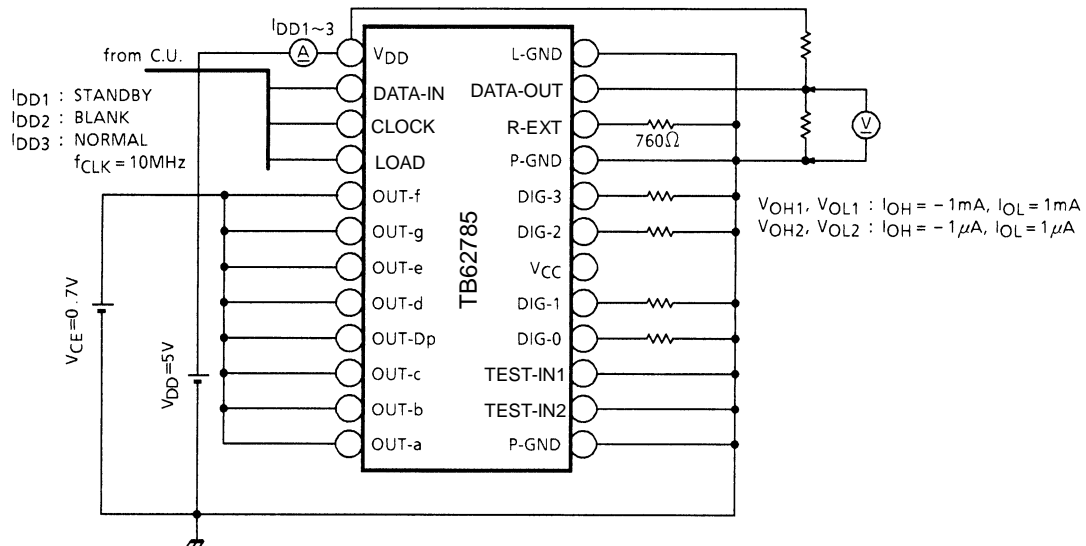 IDD1~3
A
from C.U.
IDD1 : STANDBY
IDD2 : BLANK
IDD3 : NORMAL
fCLK = 10MHz
VDD
DATA-IN
CLOCK
LOAD
OUT-f
OUT-g
OUT-e
OUT-d
OUT-Dp
OUT-c
OUT-b
OUT-a
TB62785
L-GND
DATA-OUT
R-EXT
P-GND
DIG-3
DIG-2
VCC
DIG-1
DIG-0
TEST-IN1
TEST-IN2
P-GND
760Ω
V
VOH1, VOL1 : IOH = − 1mA, IOL = 1mA
VOH2, VOL2 : IOH = − 1μA, IOL = 1μA
VCE=0.7V
VDD=5V